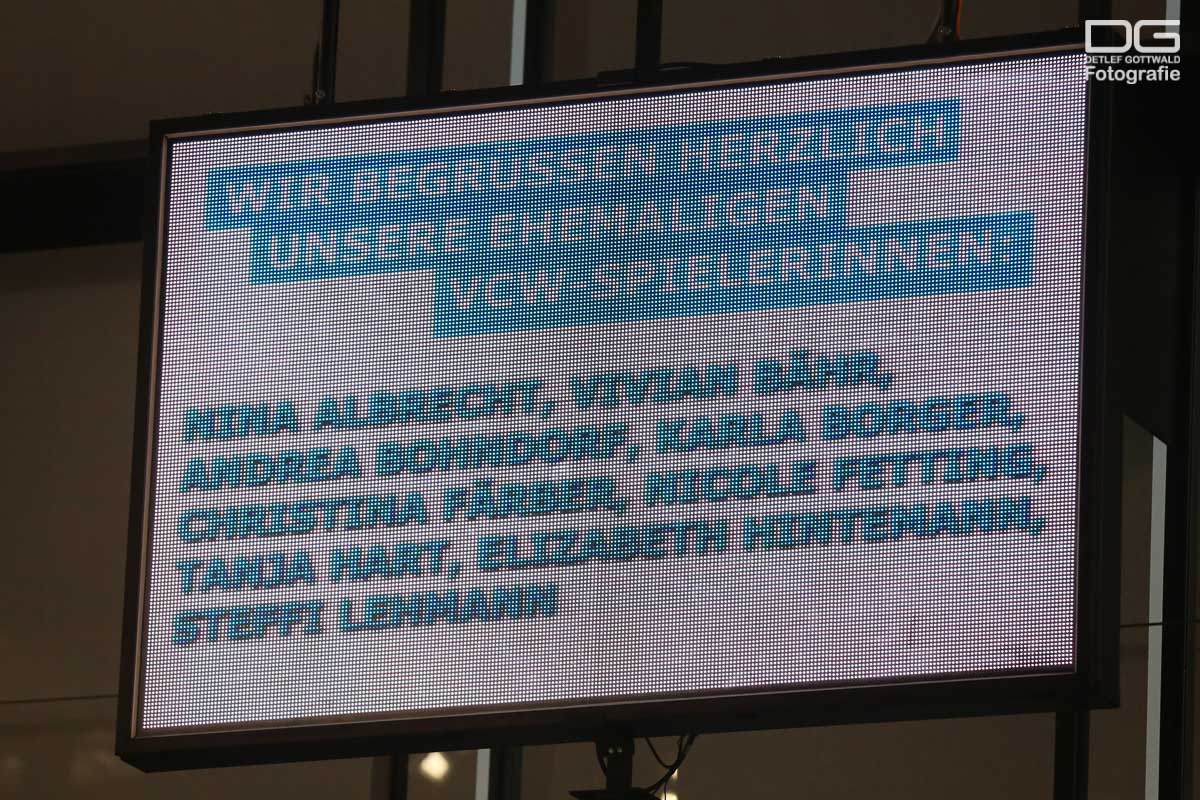 DG
DETLEF GOTTWALD
Fotografie
WIR BEGRÜSSEN HERZLICH
UNSERE EHEMALIGEN
VCW-SPIELERINNEN:
NINA ALBRECHT, VIVIAN BÄHR,
ANDREA BOHNDORF, KARLA BORGER,
CHRISTINA FÄRBER, NICOLE FETTING,
TANJA HART, ELIZABETH HINTEMANN,
STEFFI LEHMANN